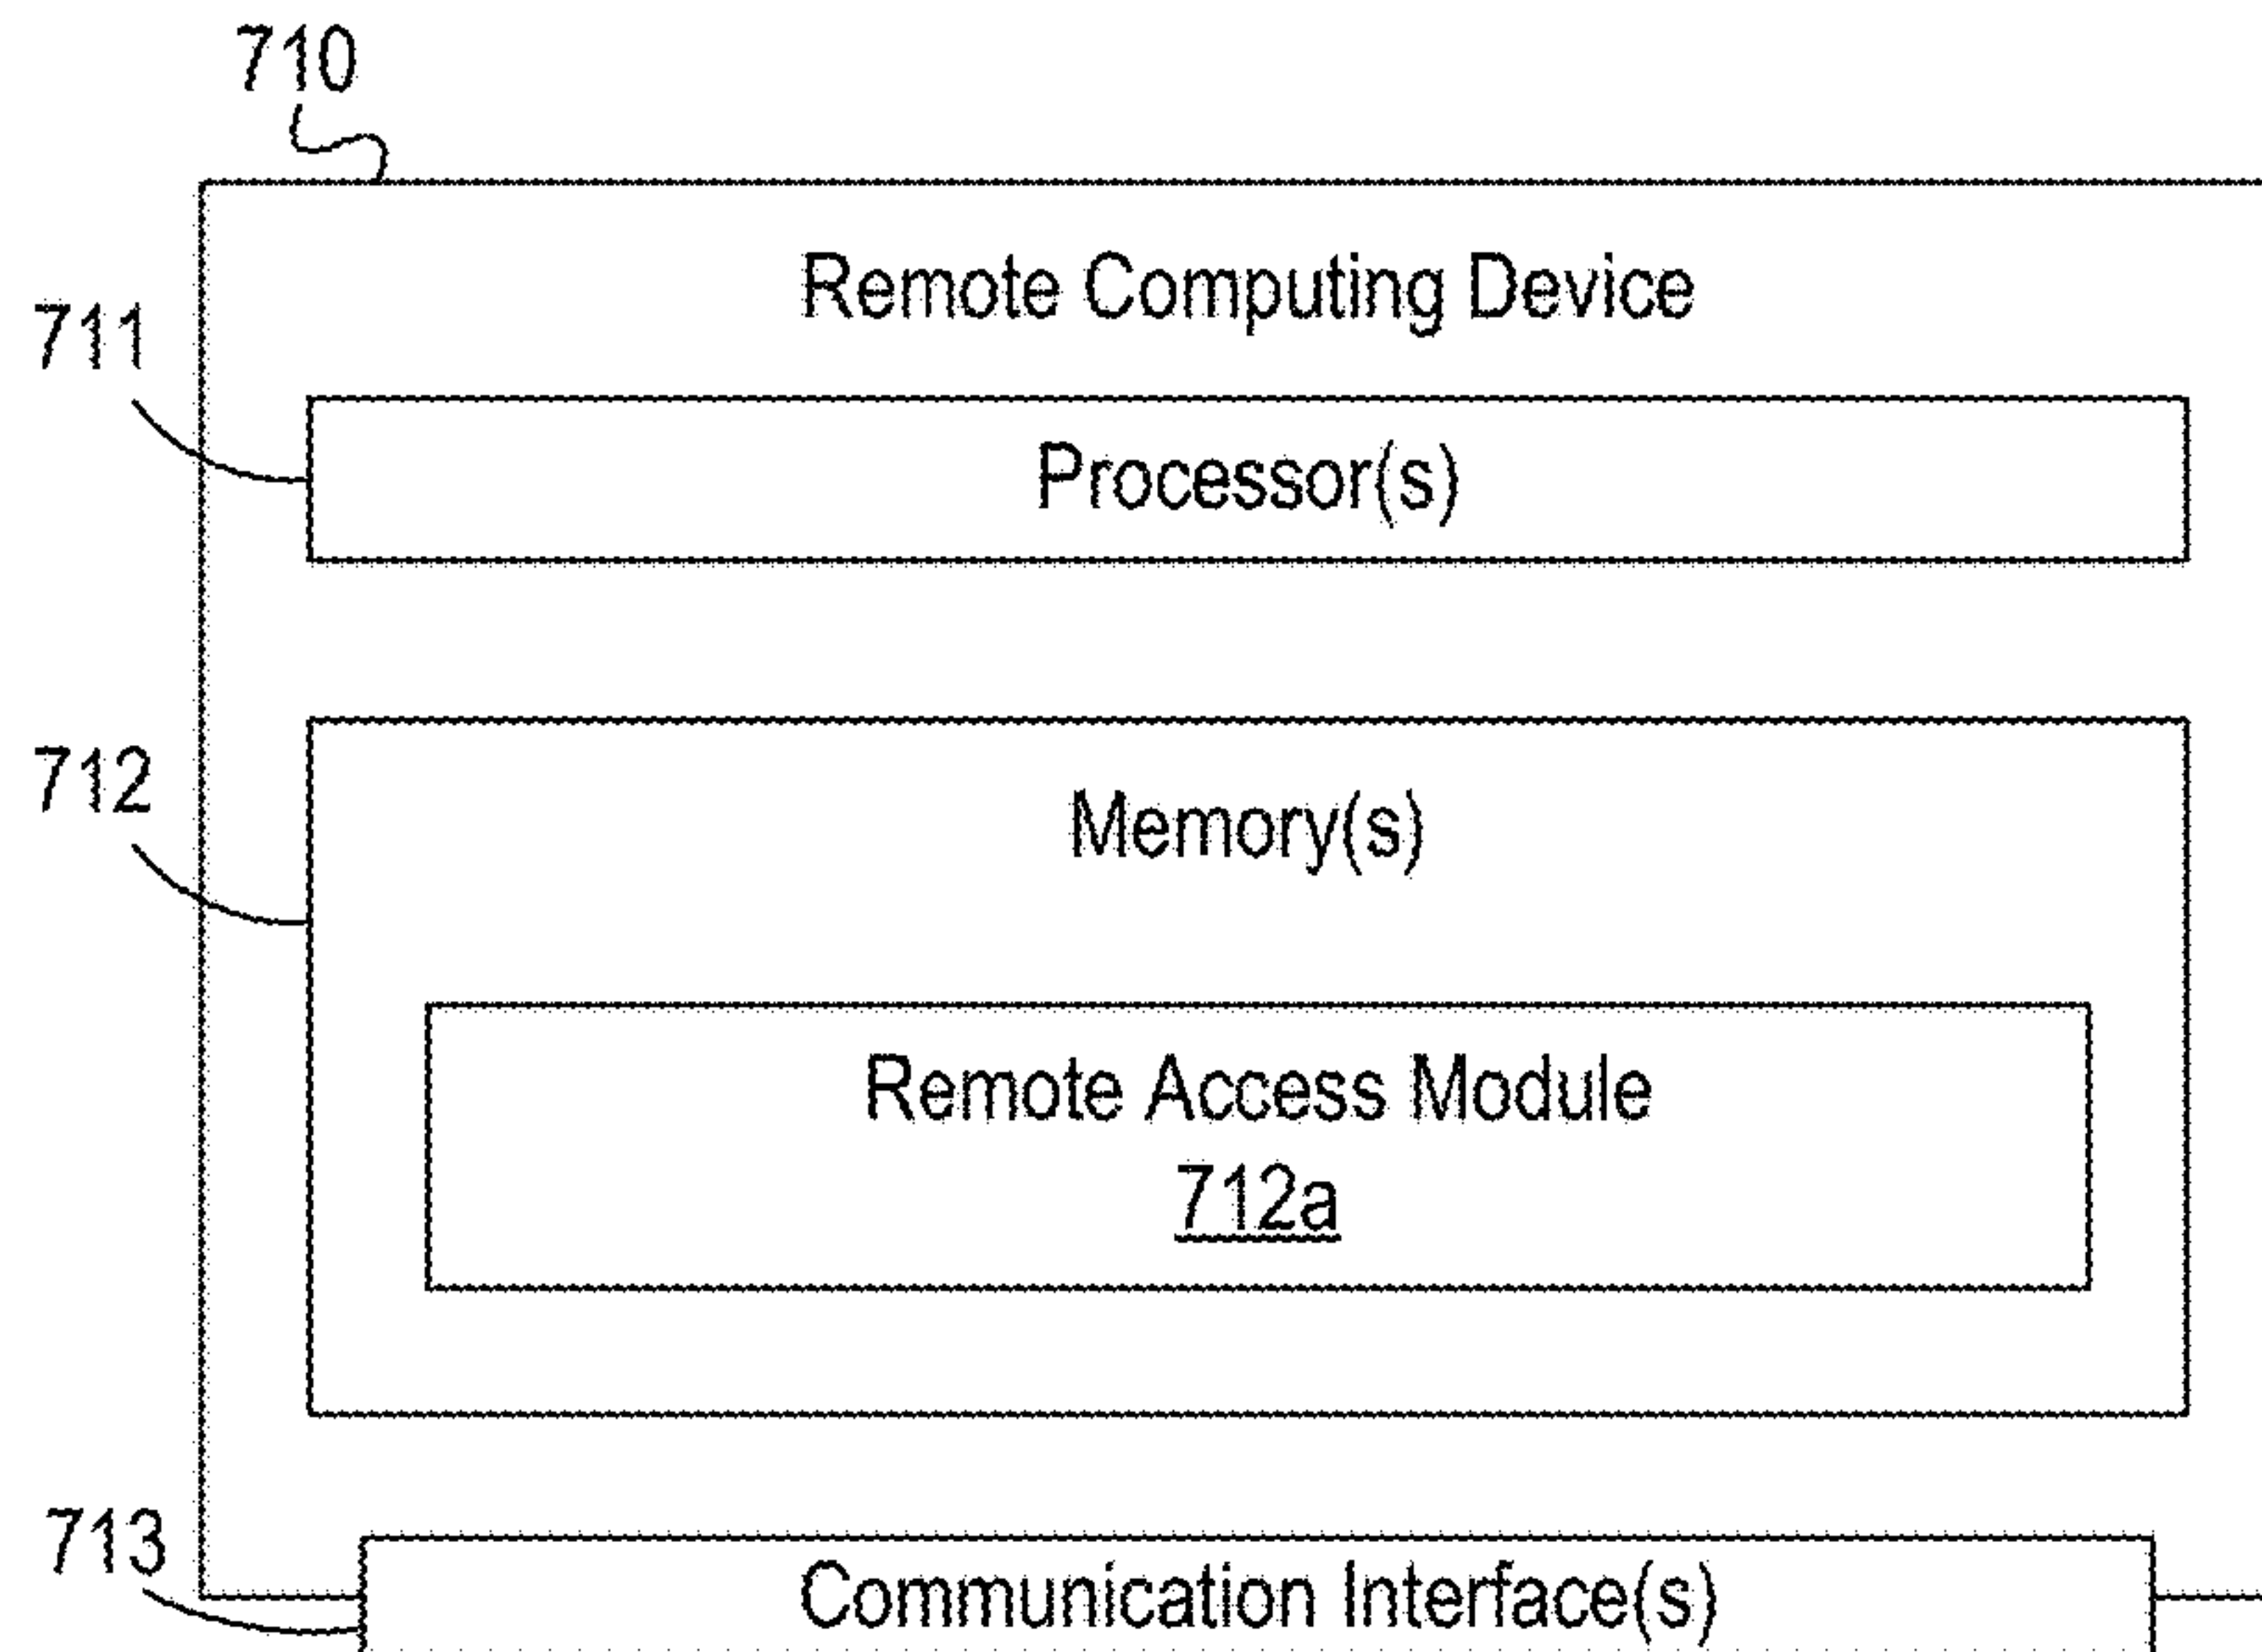 710
Remote Computing Device
711
Processor(s)
712
Memory(s)
Remote Access Module
712a
713
Communication Interface(s)